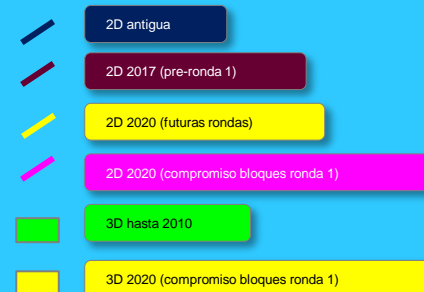 2D antigua
2D 2017 (pre-ronda 1)
2D 2020 (futuras rondas)
2D 2020 (compromiso bloques ronda 1)
3D hasta 2010
3D 2020 (compromiso bloques ronda 1)